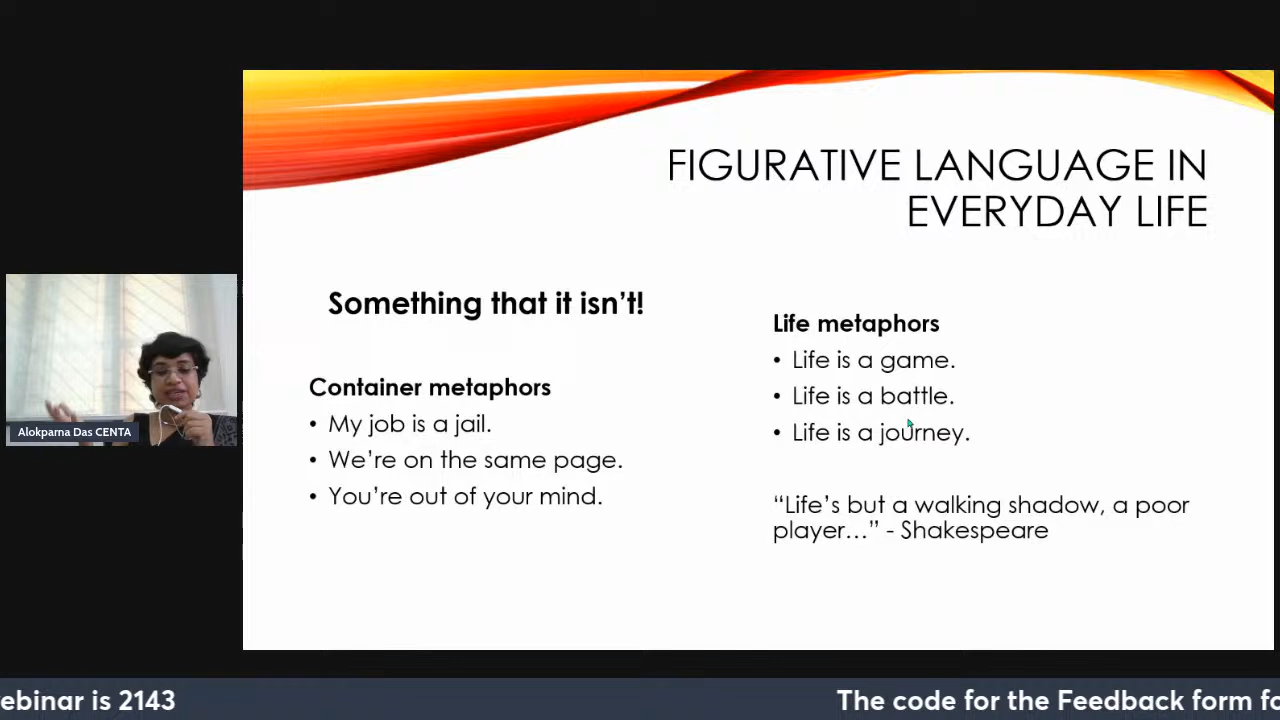 FIGURATIVE LANGUAGE IN
EVERYDAY LIFE
Something that it isn’t!
Container metaphors
• My job is a jail.
• We’re on the same page.
• You’re out of your mind.
Life metaphors
• Life is a game.
• Life is a battle.
• Life is a journey.
“Life’s but a walking shadow, a poor
player…” - Shakespeare
Alokparna Das CENTA
ebinar is 2143
The code for the Feedback form fo